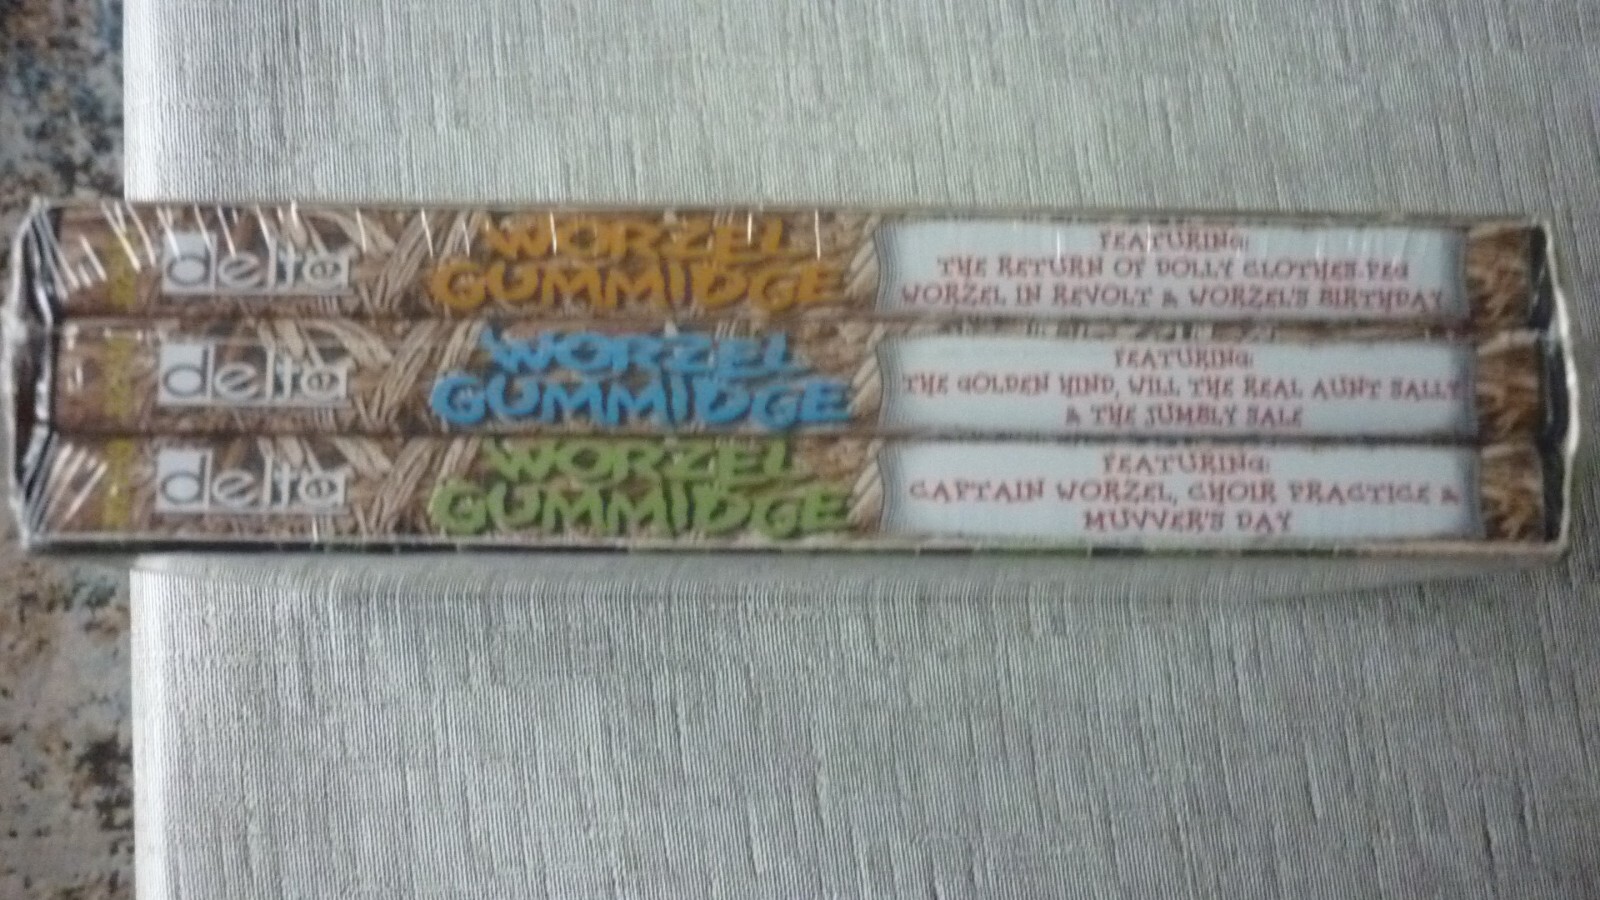 delta
WORZEL
GUMMIDGE
FEATURING:
THE RETURN OF DOLLY CLOTHES-PEG
WORZEL IN REVOLT & WORZEL'S BIRTHDAY
delta
WORZEL
GUMMIDGE
FEATURING:
THE GOLDEN HIND, WILL THE REAL AUNT SALLY
& THE JUMBLY SALE
delta
WORZEL
GUMMIDGE
FEATURING:
CAPTAIN WORZEL, CHOIR PRACTICE &
MUVVER'S DAY